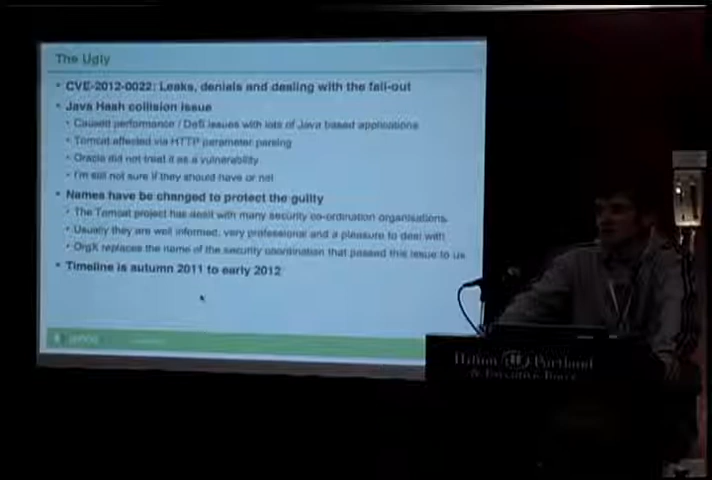 The Ugly
• CVE-2012-0022: Leaks, denials and dealing with the fall-out
• Java Hash collision issue
• Caused performance / DoS issues with lots of Java based applications
• Tomcat affected via HTTP parameter parsing
• Oracle did not treat it as a vulnerability
• I'm still not sure if they should have or not
• Names have be changed to protect the guilty
• The Tomcat project has dealt with many security co-ordination organisations.
• Usually they are well informed, very professional and a pleasure to deal with
• OrgX replaces the name of the security coordination that passed this issue to us
• Timeline is autumn 2011 to early 2012
Hilton Portland
& Executive Tower